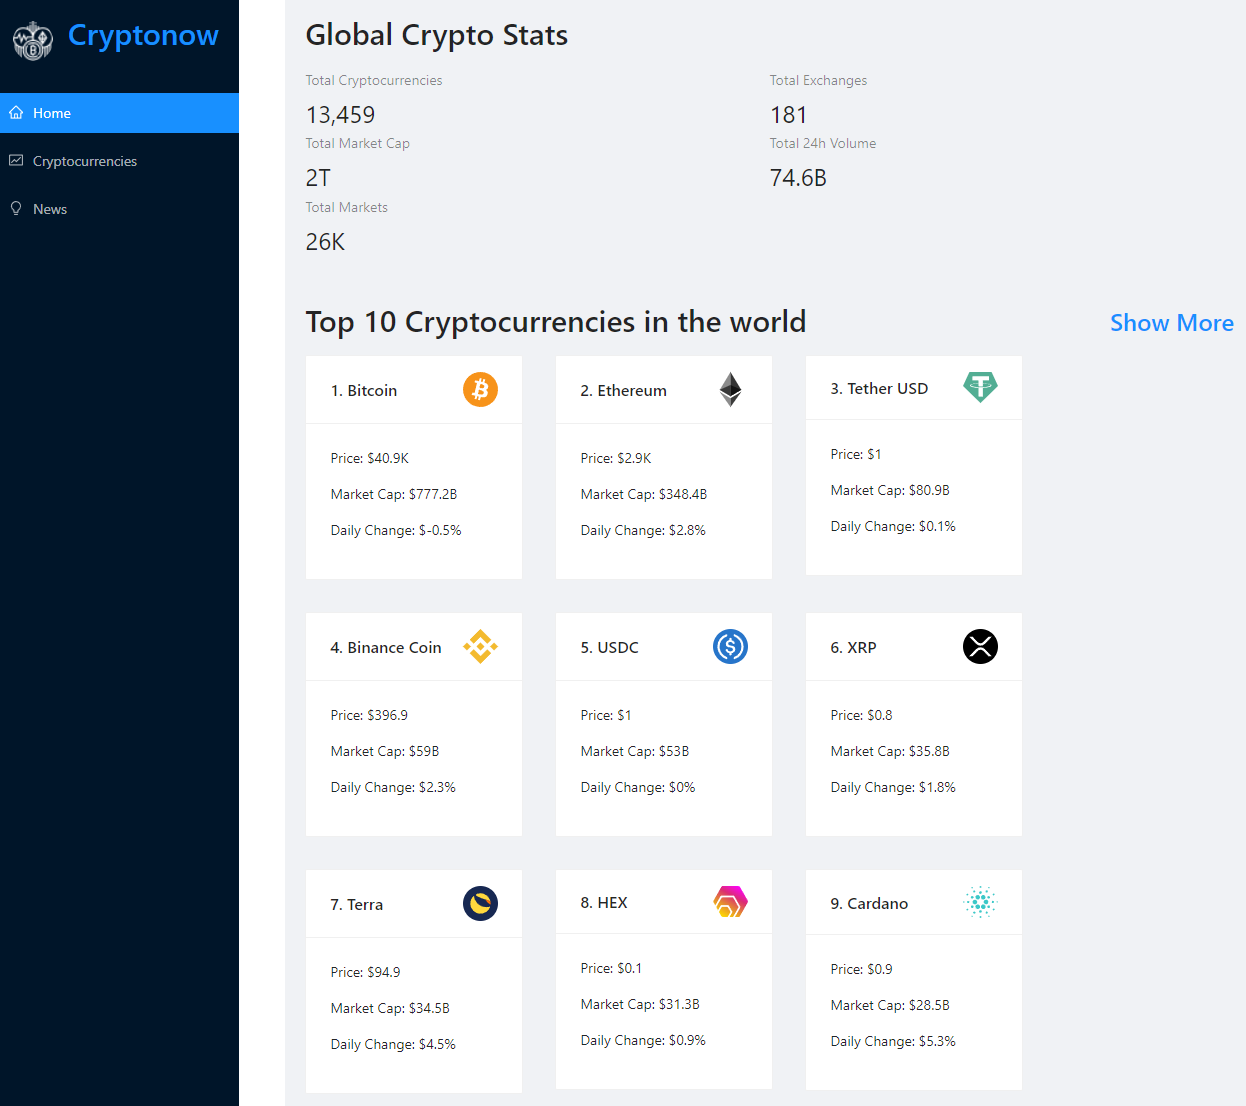 Cryptonow
Home
Cryptocurrencies
News
Global Crypto Stats
Total Cryptocurrencies
13,459
Total Exchanges
181
Total Market Cap
2T
Total 24h Volume
74.6B
Total Markets
26K
Top 10 Cryptocurrencies in the world
Show More
1. Bitcoin
Price: $40.9K
Market Cap: $777.2B
Daily Change: $-0.5%
2. Ethereum
Price: $2.9K
Market Cap: $348.4B
Daily Change: $2.8%
3. Tether USD
Price: $1
Market Cap: $80.9B
Daily Change: $0.1%
4. Binance Coin
Price: $396.9
Market Cap: $59B
Daily Change: $2.3%
5. USDC
Price: $1
Market Cap: $53B
Daily Change: $0%
6. XRP
Price: $0.8
Market Cap: $35.8B
Daily Change: $1.8%
7. Terra
Price: $94.9
Market Cap: $34.5B
Daily Change: $4.5%
8. HEX
Price: $0.1
Market Cap: $31.3B
Daily Change: $0.9%
9. Cardano
Price: $0.9
Market Cap: $28.5B
Daily Change: $5.3%